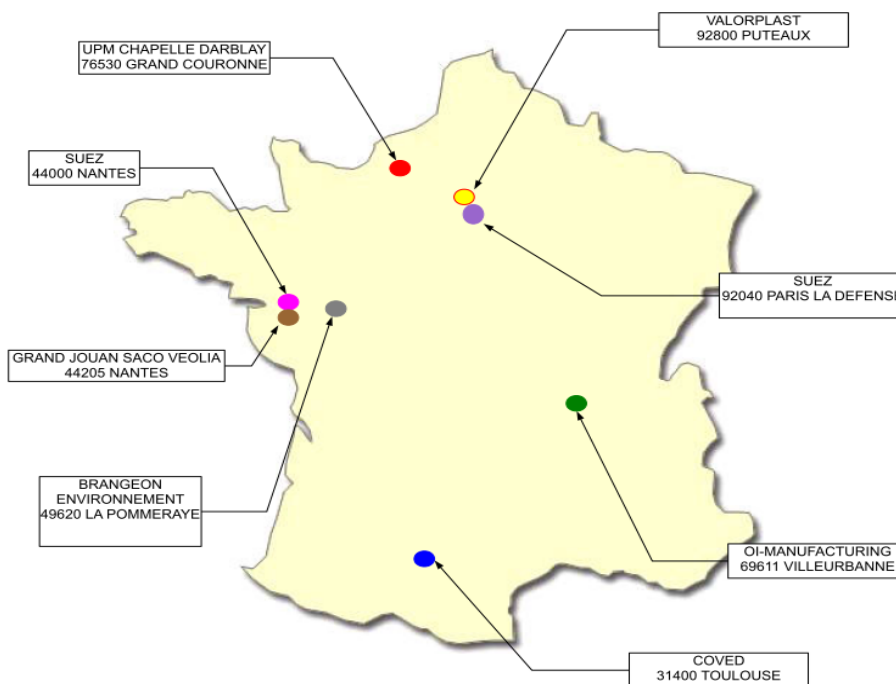 VALORPLAST
92800 PUTEAUX
UPM CHAPELLE DARBLAY
76530 GRAND COURONNE
SUEZ
44000 NANTES
SUEZ
92040 PARIS LA DEFENSE
GRAND JOUAN SACO VEOLIA
44205 NANTES
BRANGEON
ENVIRONNEMENT
49620 LA POMMERAYE
OI-MANUFACTURING
69611 VILLEURBANNE
COVED
31400 TOULOUSE